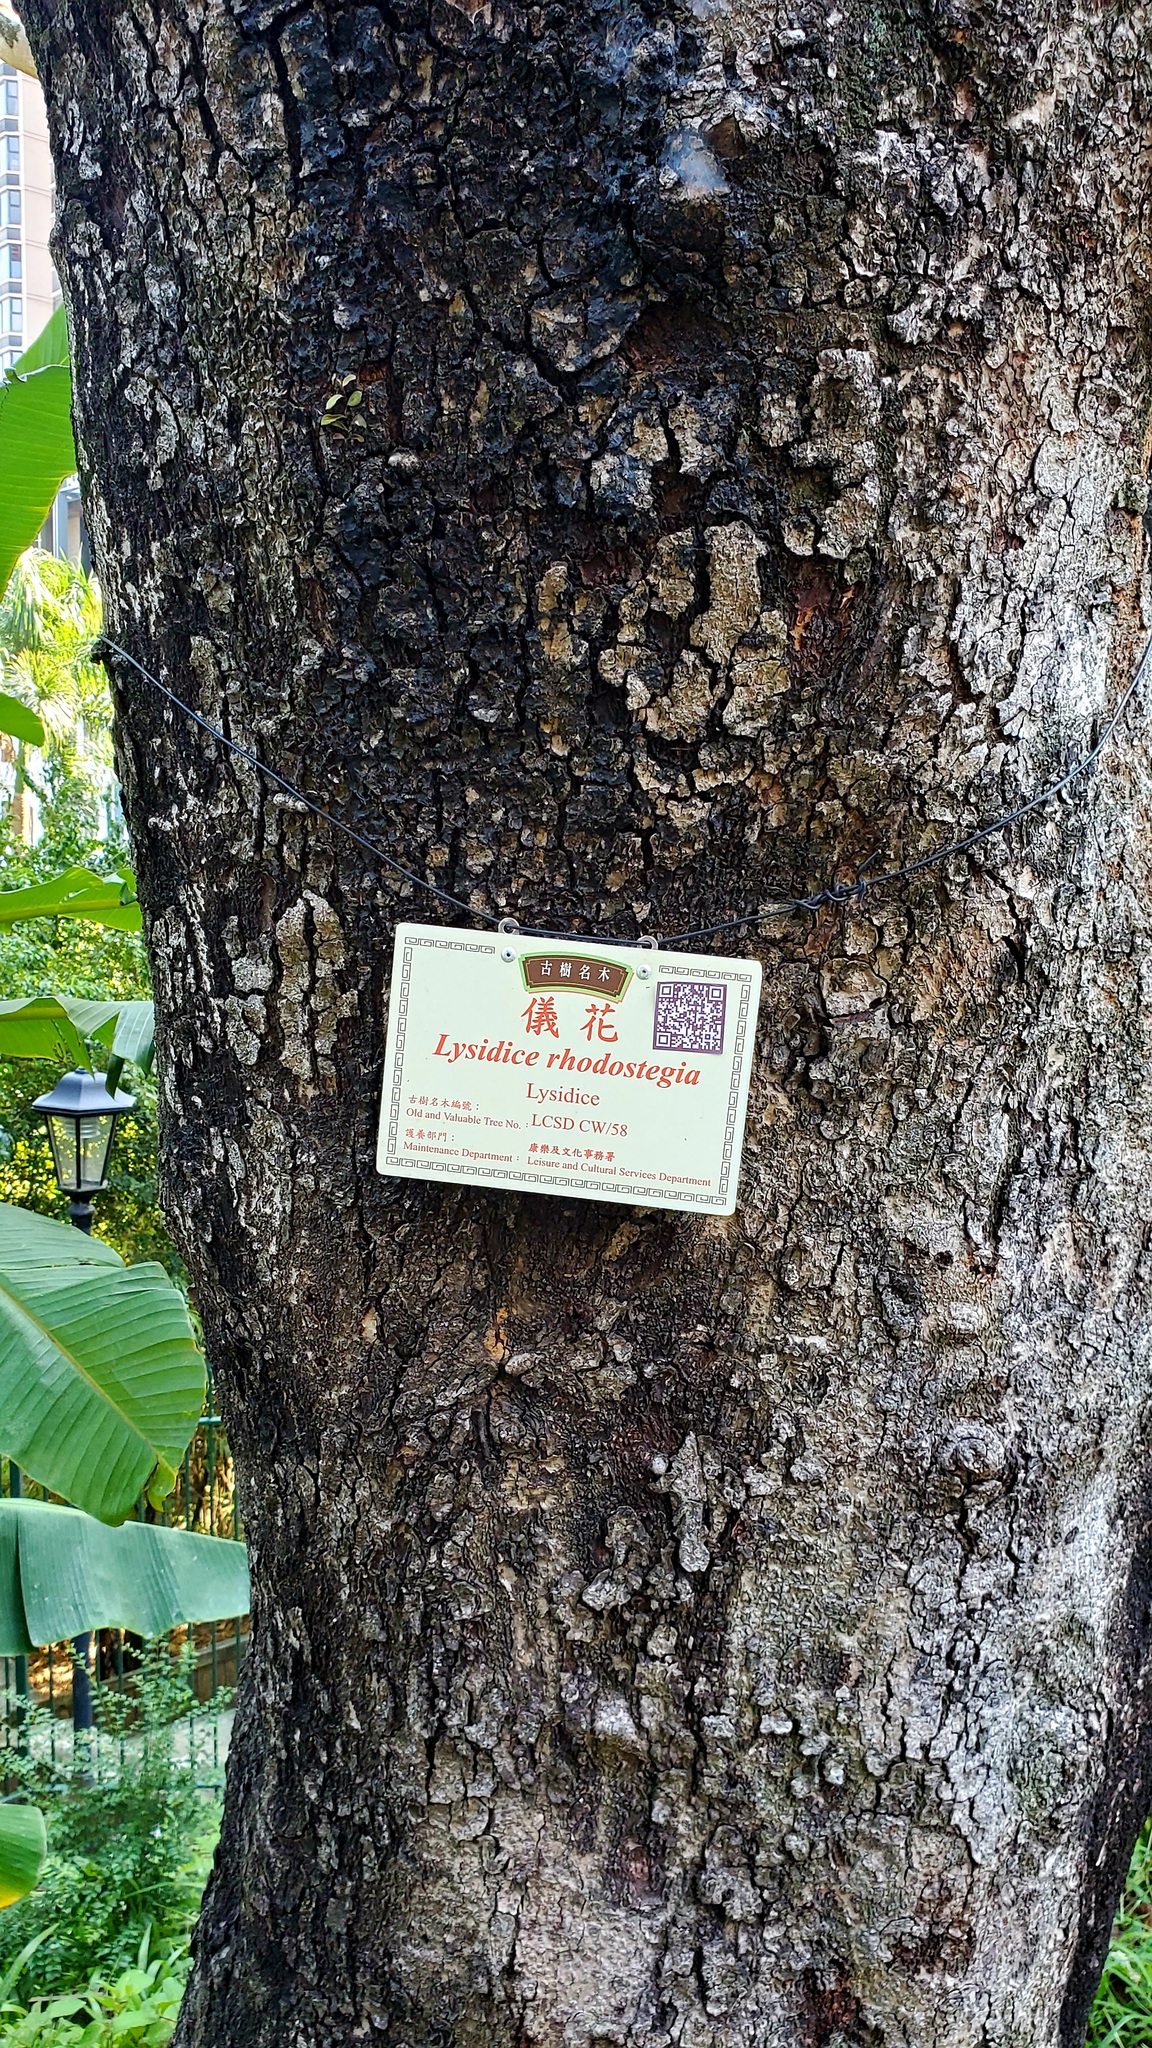 古樹名木
儀花
Lysidice rhodostegia
Lysidice
古樹名木編號：
Old and Valuable Tree No. : LCSD CW/58
護養部門： 康樂及文化事務署
Maintenance Department : Leisure and Cultural Services Department